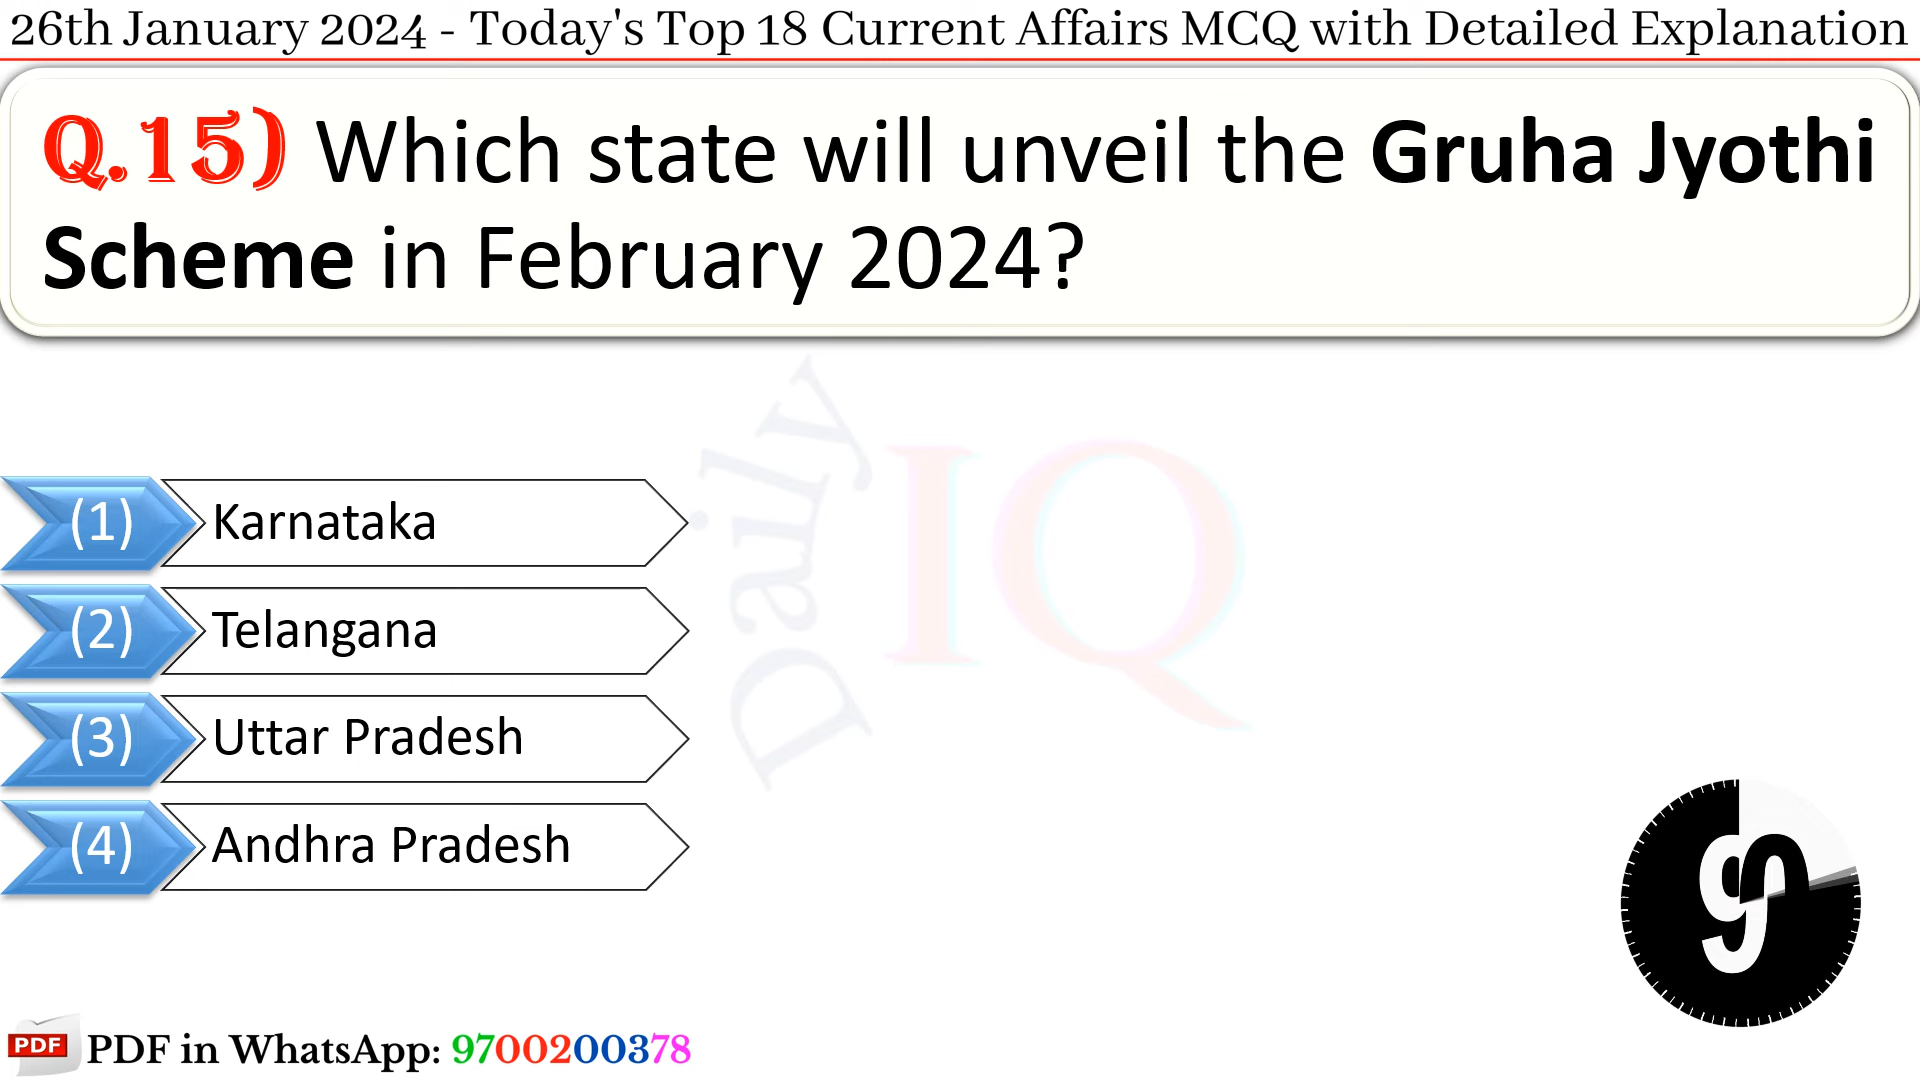 26th January 2024 - Today's Top 18 Current Affairs MCQ with Detailed Explanation
Q.15) Which state will unveil the Gruha Jyothi
Scheme in February 2024?
(1) Karnataka
(2) Telangana
(3) Uttar Pradesh
(4) Andhra Pradesh
Daily IQ
9
PDF PDF in WhatsApp: 9700200378